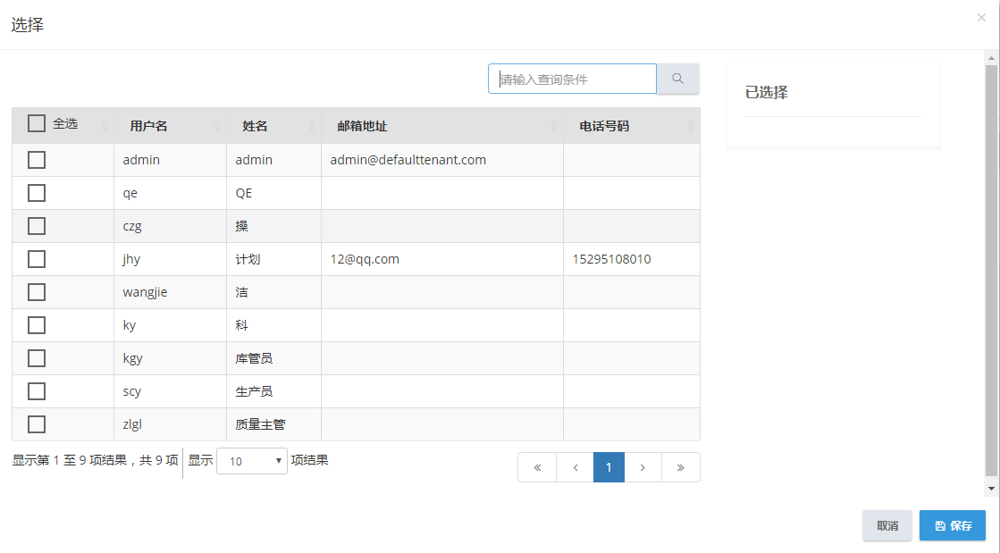 选择
×
请输入查询条件
已选择
全选 用户名 姓名 邮箱地址 电话号码
admin admin admin@defaulttenant.com
qe QE
czg 操
jhy 计划 12@qq.com 15295108010
wangjie 洁
ky 科
kgy 库管员
scy 生产员
zlgl 质量主管
显示第 1 至 9 项结果，共 9 项 显示 10 项结果
« ‹ 1 › »
取消 保存